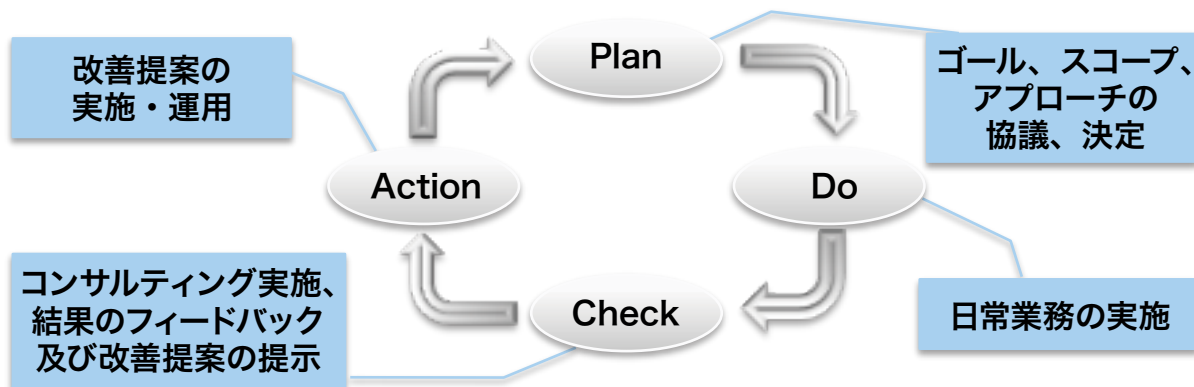 Plan
ゴール、スコープ、
アプローチの
協議、決定
改善提案の
実施・運用
Action
Do
コンサルティング実施、
結果のフィードバック
及び改善提案の提示
Check
日常業務の実施